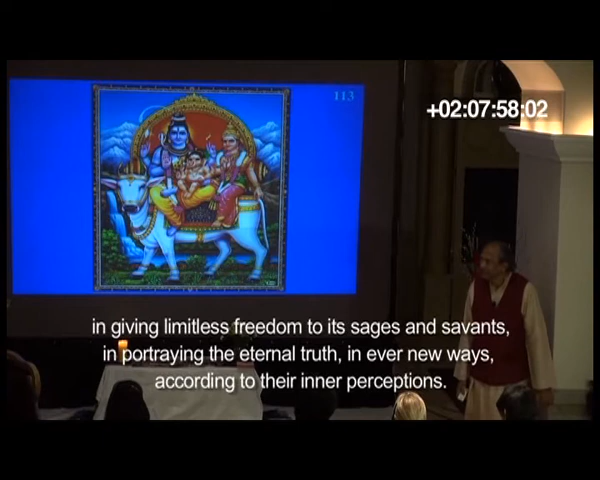 113
+02:07:58:02
in giving limitless freedom to its sages and savants,
in portraying the eternal truth, in ever new ways,
according to their inner perceptions.